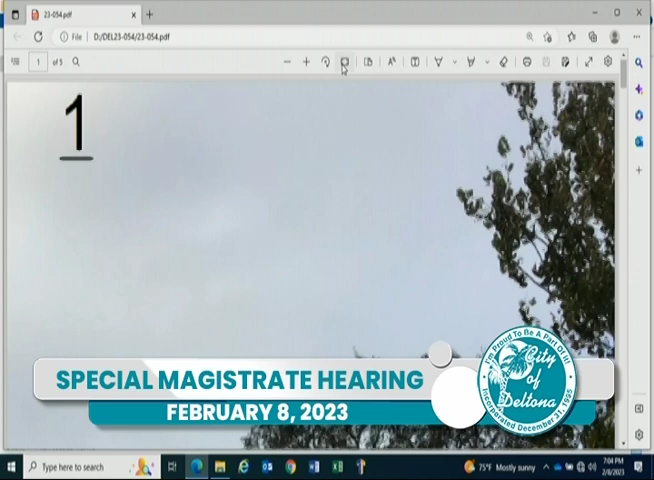 23-054.pdf
File
D:/DEL23-054/23-054.pdf
1
of 5
1
SPECIAL MAGISTRATE HEARING
FEBRUARY 8, 2023
I'm Proud To Be A Part Of It!
City
of
Deltona
Incorporated December 31, 1995
Type here to search
75°F Mostly sunny
7:04 PM
2/8/2023